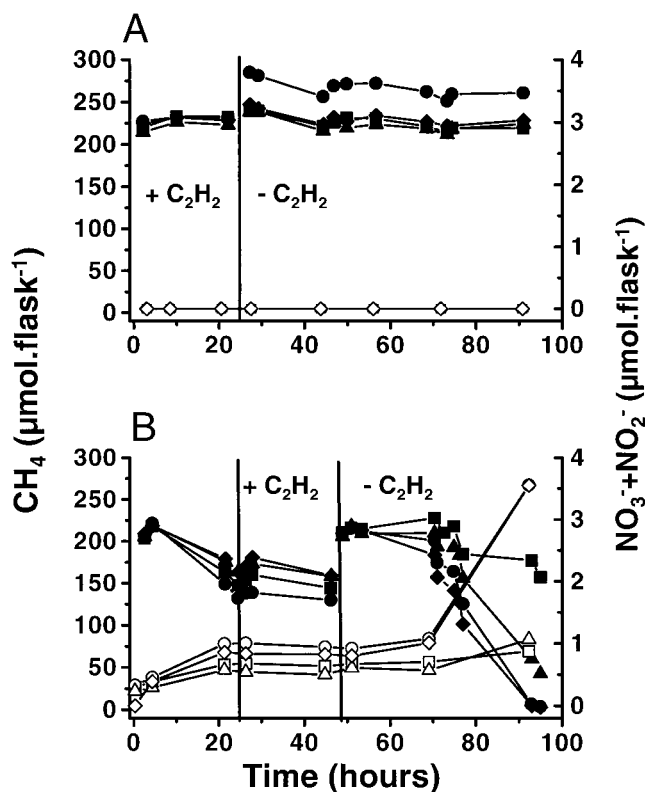 A
300
250
200
150
100
50
0
4
3
2
1
0
+ C₂H₂
- C₂H₂
0 20 40 60 80 100
B
300
250
200
150
100
50
0
4
3
2
1
0
+ C₂H₂
- C₂H₂
0 20 40 60 80 100
Time (hours)
CH₄ (µmol.flask⁻¹)
NO₃⁻+NO₂⁻ (µmol.flask⁻¹)